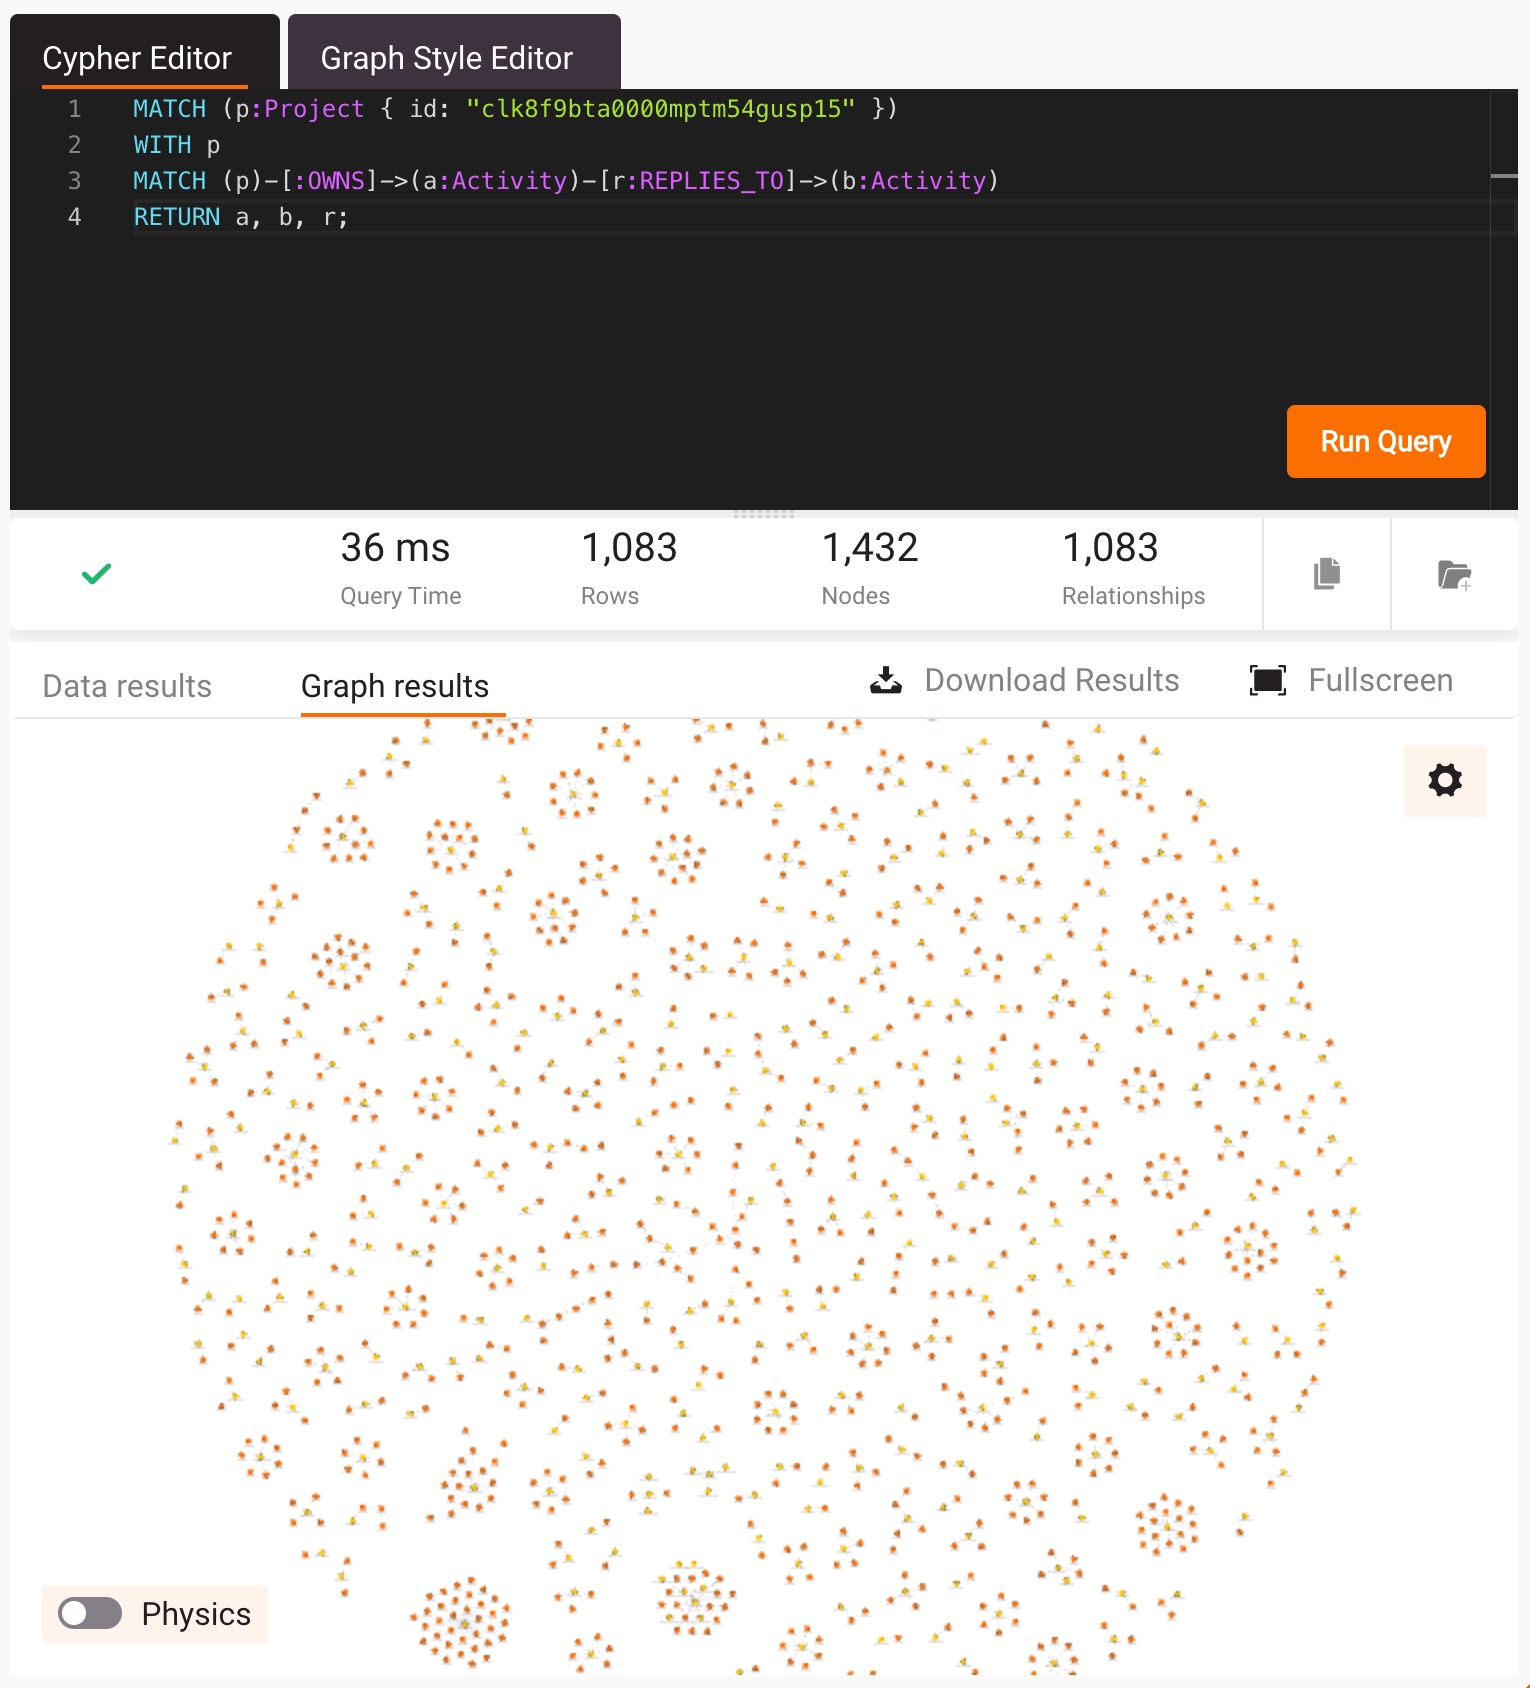 Cypher Editor
Graph Style Editor
1 MATCH (p:Project { id: "clk8f9bta0000mptm54gusp15" })
2 WITH p
3 MATCH (p)-[:OWNS]->(a:Activity)-[r:REPLIES_TO]->(b:Activity)
4 RETURN a, b, r;
Run Query
36 ms
Query Time
1,083
Rows
1,432
Nodes
1,083
Relationships
Data results
Graph results
Download Results
Fullscreen
Physics